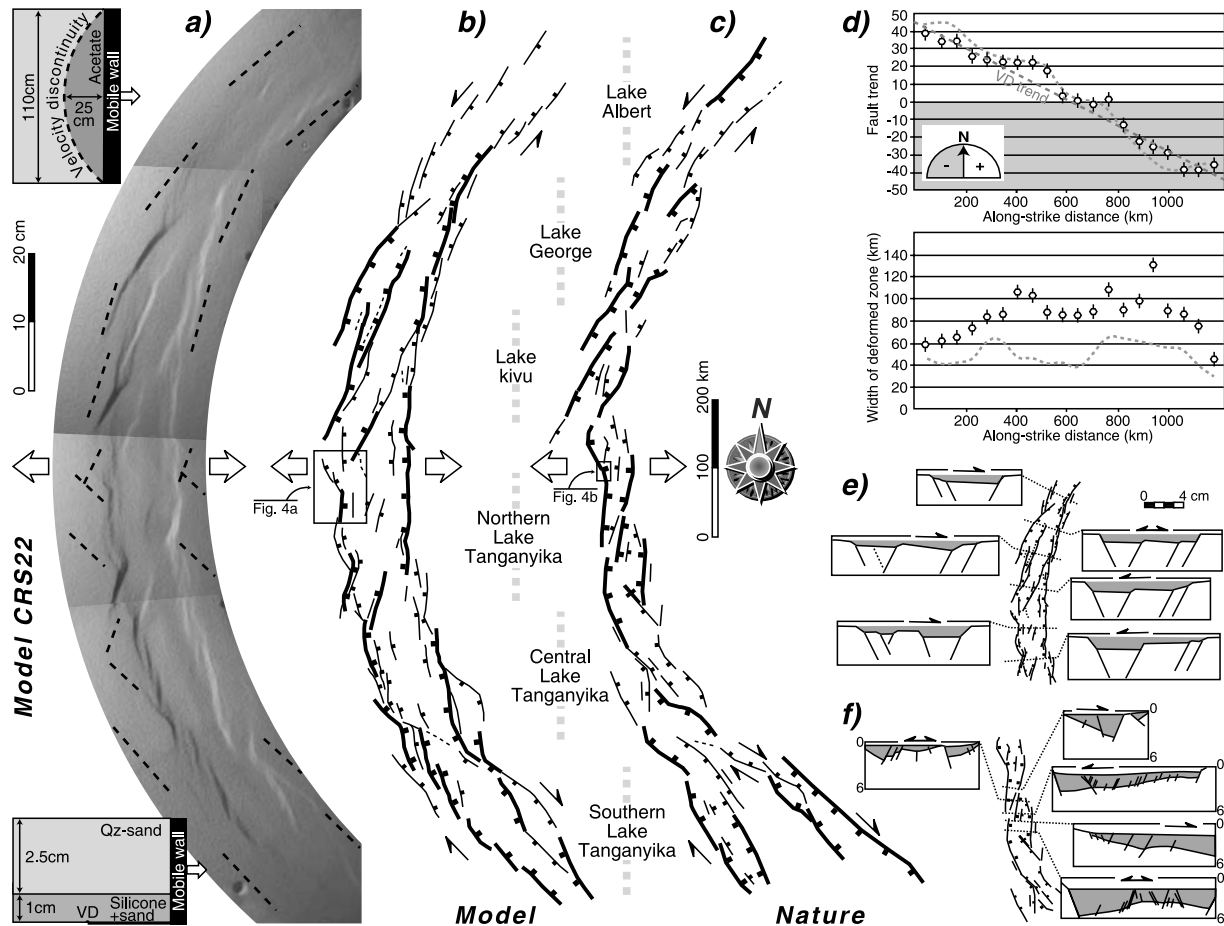 a)
b)
c)
d)
110cm
Velocity discontinuity
Acetate
25
cm
Mobile wall
20 cm
10
0
Model CRS22
Qz-sand
2.5cm
1cm
VD
Silicone
+sand
Mobile wall
Fig. 4a
Model
Lake
Albert
Lake
George
Lake
kivu
Northern
Lake
Tanganyika
Central
Lake
Tanganyika
Southern
Lake
Tanganyika
Fig. 4b
200 km
100
0
N
Nature
Fault trend
50
40
30
20
10
0
-10
-20
-30
-40
-50
VD trend
N
-
+
200
400
600
800
1000
Along-strike distance (km)
Width of deformed zone (km)
140
120
100
80
60
40
20
0
200
400
600
800
1000
Along-strike distance (km)
e)
0
4 cm
f)
0
6
0
6
0
6
0
6
0
6